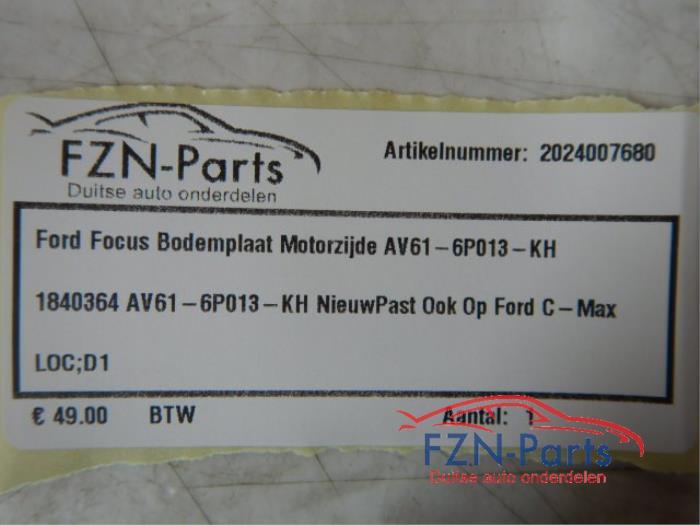 FZN-Parts
Duitse auto onderdelen
Artikelnummer: 2024007680
Ford Focus Bodemplaat Motorzijde AV61-6P013-KH
1840364 AV61-6P013-KH NieuwPast Ook Op Ford C-Max
LOC;D1
€ 49.00 BTW Aantal: 1
FZN-Parts
Duitse auto onderdelen